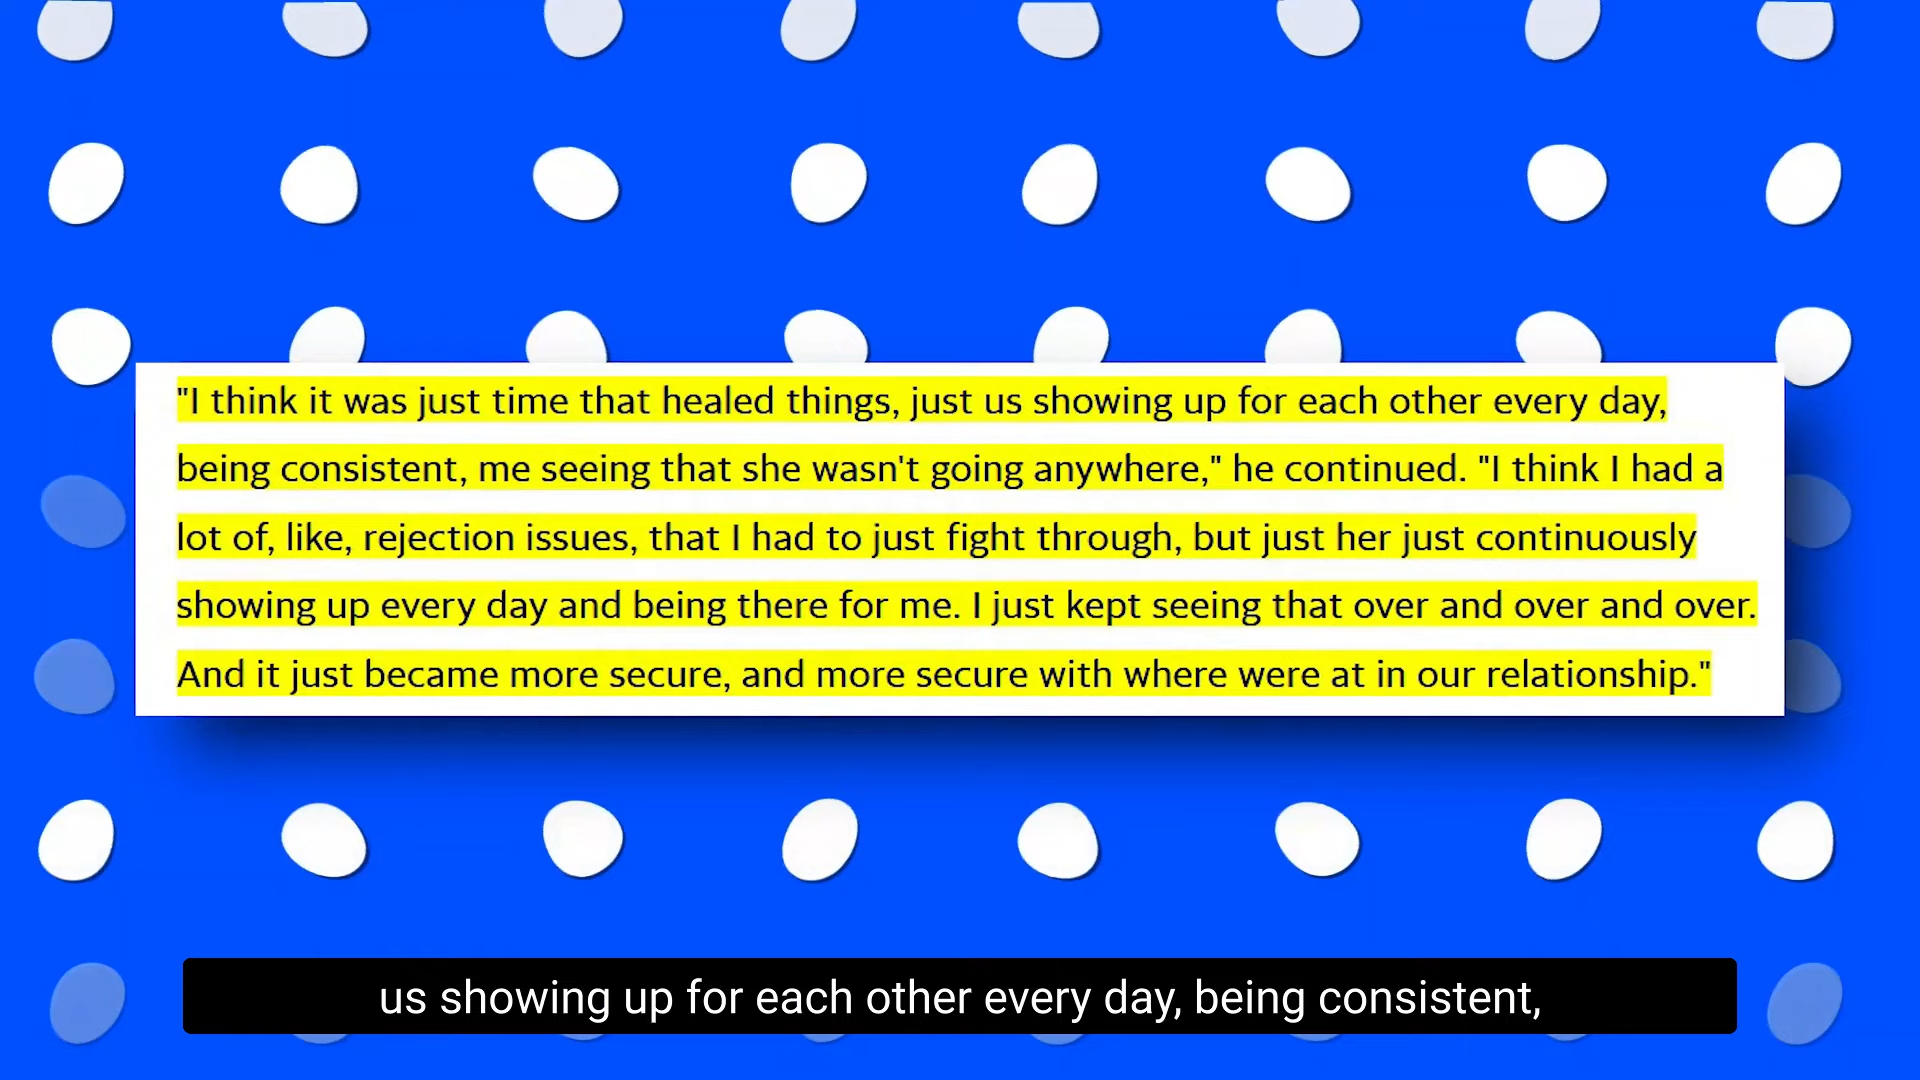 "I think it was just time that healed things, just us showing up for each other every day,
being consistent, me seeing that she wasn't going anywhere," he continued. "I think I had a
lot of, like, rejection issues, that I had to just fight through, but just her just continuously
showing up every day and being there for me. I just kept seeing that over and over and over.
And it just became more secure, and more secure with where were at in our relationship."
us showing up for each other every day, being consistent,